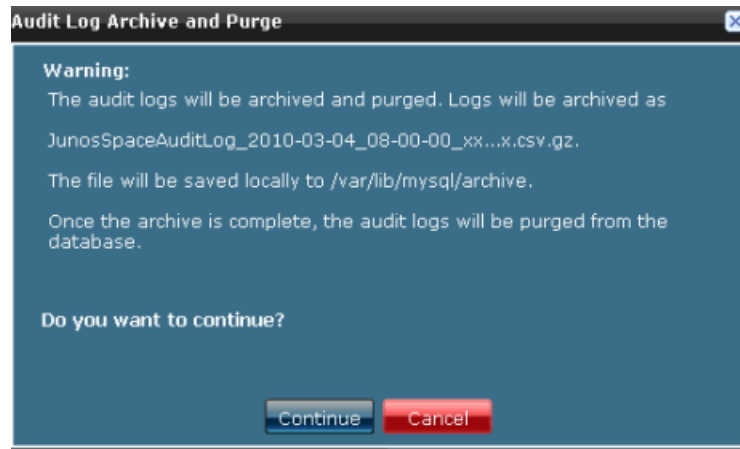 Audit Log Archive and Purge
Warning:
The audit logs will be archived and purged. Logs will be archived as
JunosSpaceAuditLog_2010-03-04_08-00-00_xx...x.csv.gz.
The file will be saved locally to /var/lib/mysql/archive.
Once the archive is complete, the audit logs will be purged from the
database.
Do you want to continue?
Continue Cancel